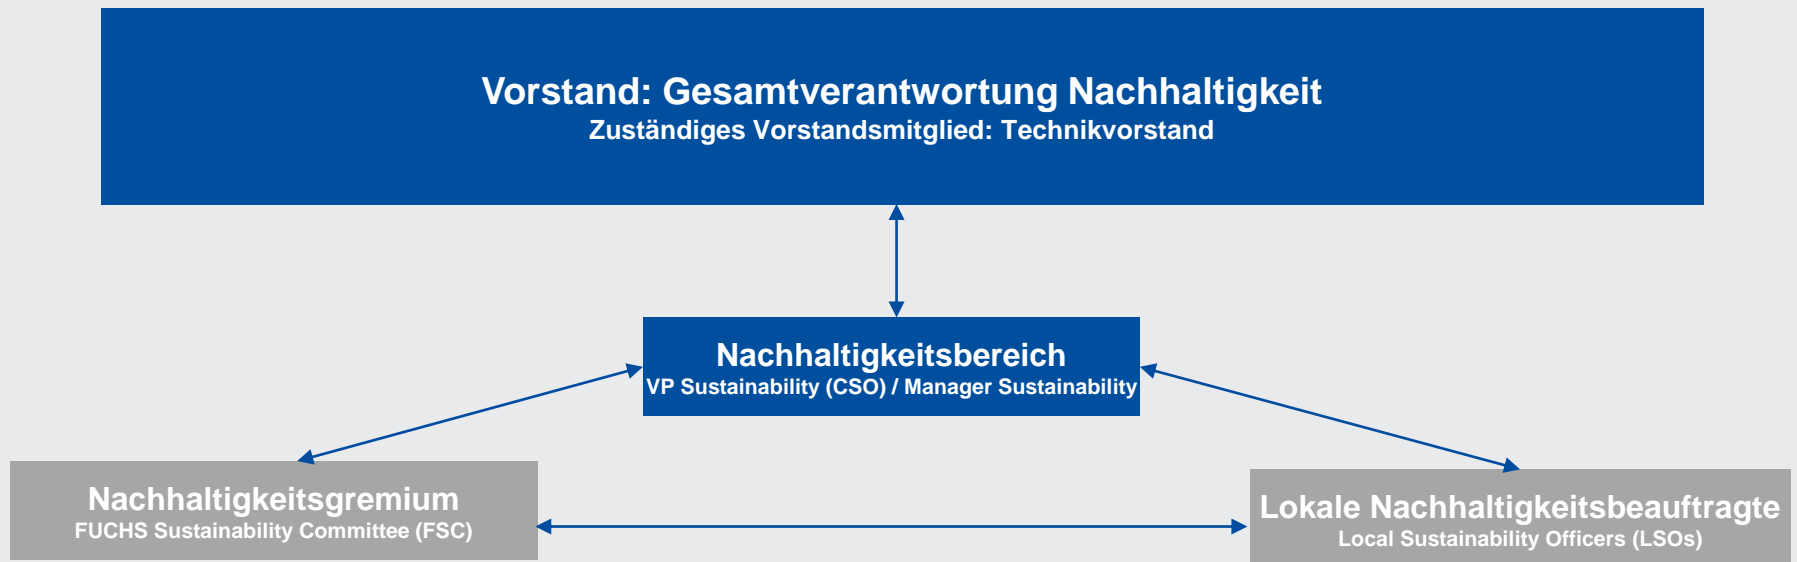 Vorstand: Gesamtverantwortung Nachhaltigkeit
Zuständiges Vorstandsmitglied: Technikvorstand
Nachhaltigkeitsbereich
VP Sustainability (CSO) / Manager Sustainability
Nachhaltigkeitsgremium
FUCHS Sustainability Committee (FSC)
Lokale Nachhaltigkeitsbeauftragte
Local Sustainability Officers (LSOs)